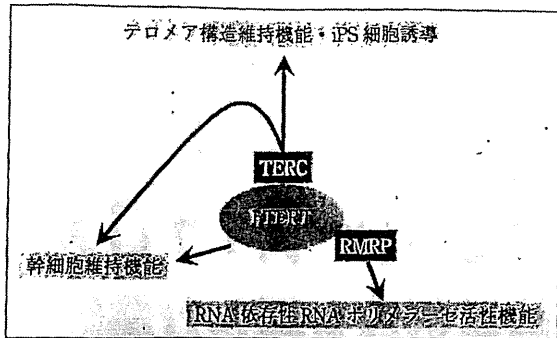 テロメア構造維持機能・iPS細胞誘導
TERC
hTERT
RMRP
幹細胞維持機能
RNA依存性RNAポリメラーゼ活性機能